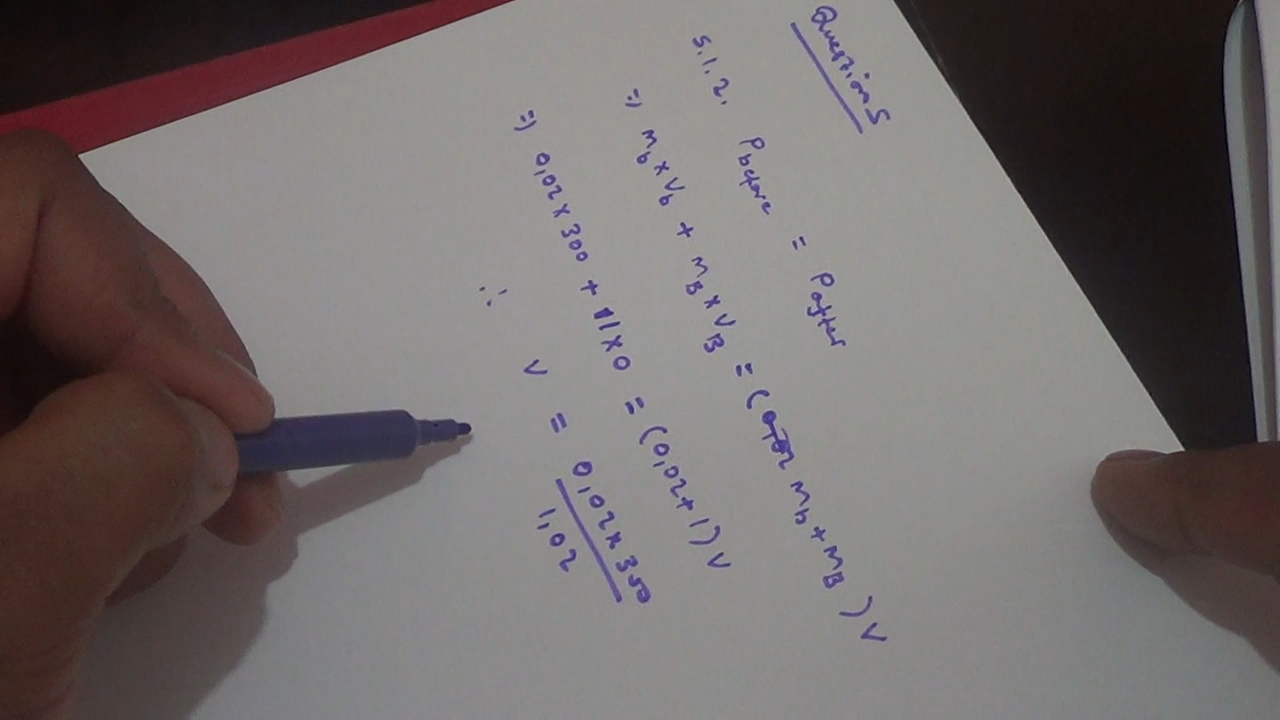 Question 5
5.1.2. Pbefore = Pafter
=) mb x Vb + mB x VB = (mb + mB) V
=) 0,02 x 300 + 1 x 0 = (0,02 + 1) V
∴ V = 0,02 x 300
1,02